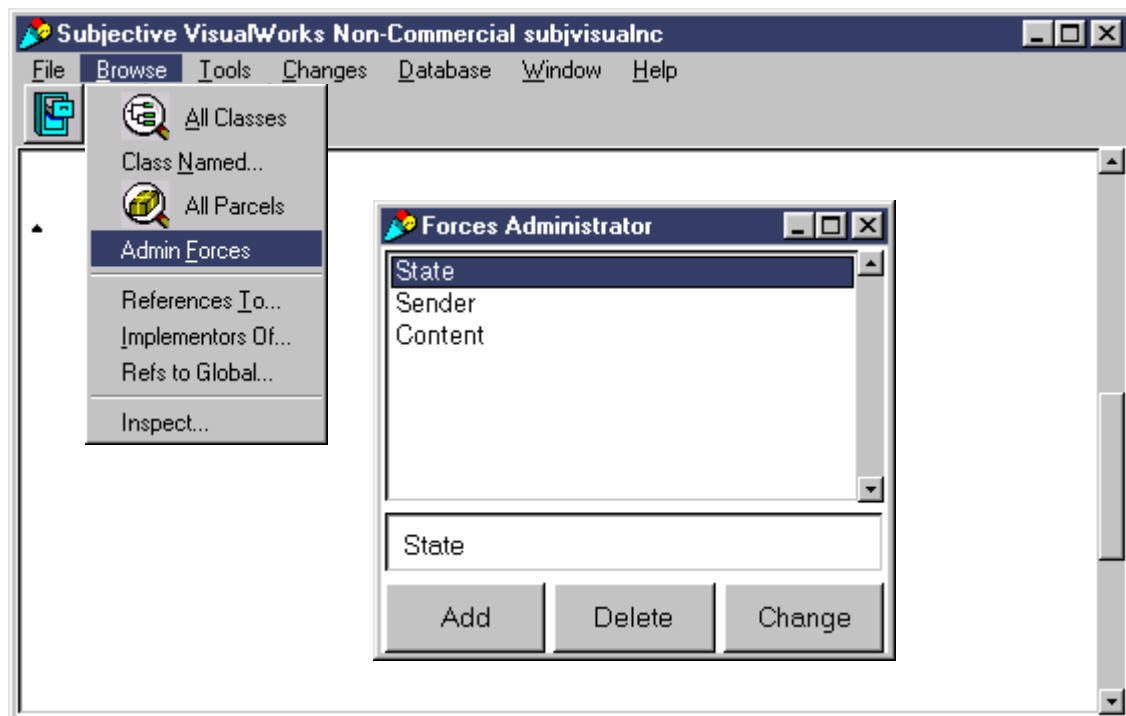 Subjective VisualWorks Non-Commercial subjvisualnc
File Browse Tools Changes Database Window Help
All Classes
Class Named...
All Parcels
Admin Forces
References To...
Implementors Of...
Refs to Global...
Inspect...
Forces Administrator
State
Sender
Content
State
Add Delete Change